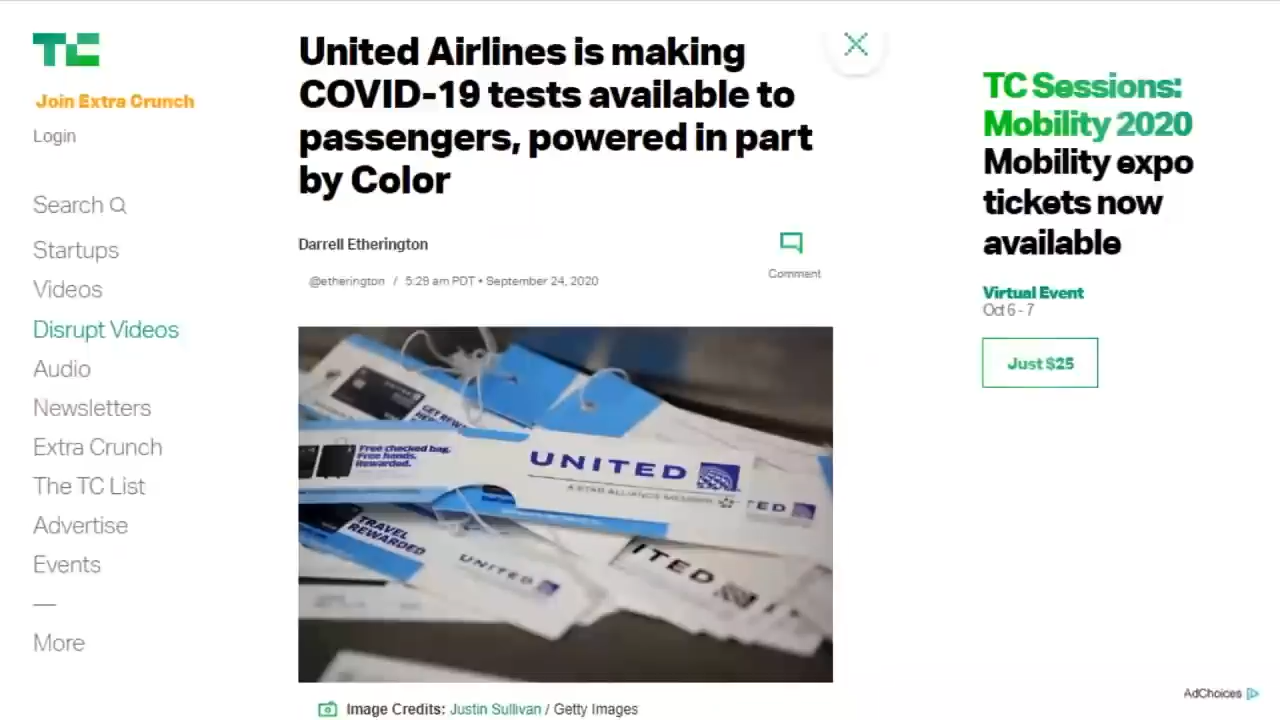 TC
Join Extra Crunch
Login
Search
Startups
Videos
Disrupt Videos
Audio
Newsletters
Extra Crunch
The TC List
Advertise
Events
—
More
United Airlines is making
COVID-19 tests available to
passengers, powered in part
by Color
Darrell Etherington
@etherington / 5:29 am PDT • September 24, 2020
Comment
GET REW
Free checked bag.
Free hands.
Rewarded.
UNITED
A STAR ALLIANCE MEMBER
TED
TRAVEL
REWARDED
UNITED
ITED
Image Credits: Justin Sullivan / Getty Images
TC Sessions:
Mobility 2020
Mobility expo
tickets now
available
Virtual Event
Oct 6 - 7
Just $25
AdChoices